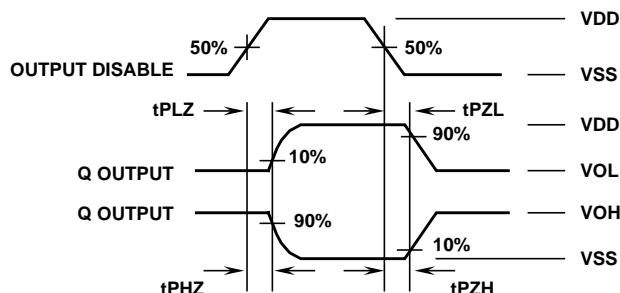 VDD
50%
50%
OUTPUT DISABLE
VSS
tPLZ
tPZL
VDD
90%
10%
Q OUTPUT
VOL
Q OUTPUT
VOH
90%
10%
VSS
tPHZ
tPZH